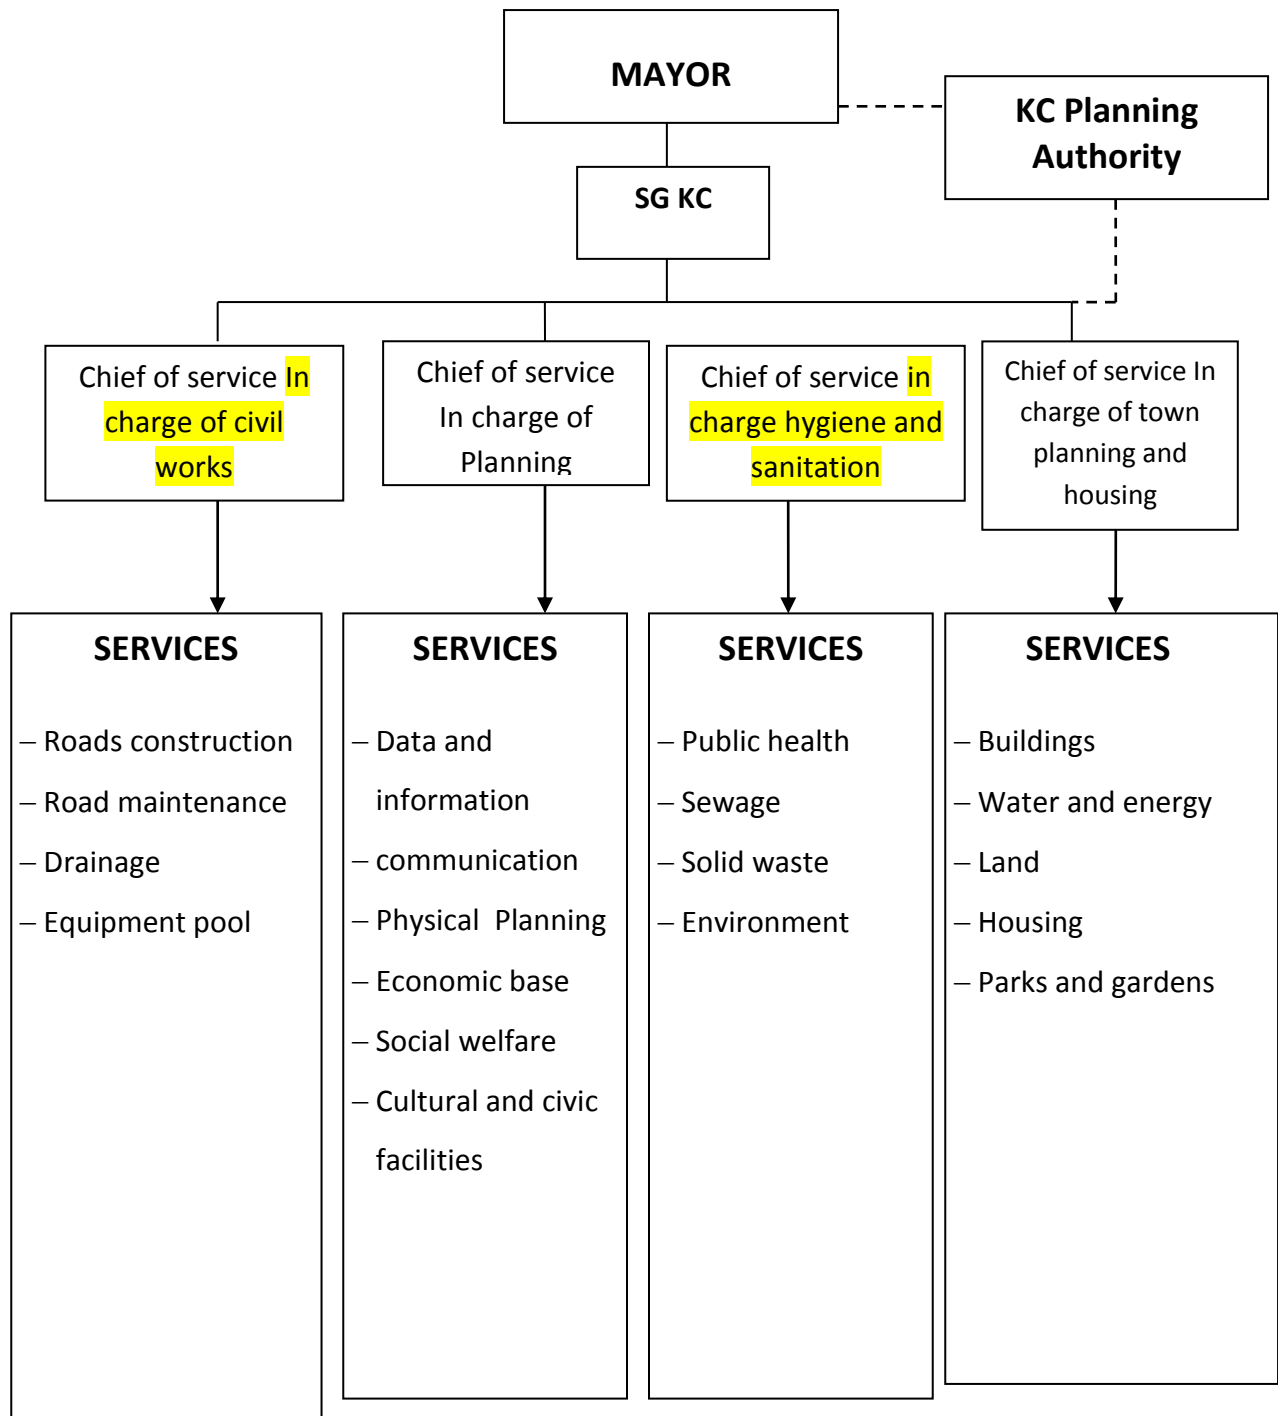 MAYOR
KC Planning
Authority
SG KC
Chief of service In
charge of civil
works
Chief of service
In charge of
Planning
Chief of service in
charge hygiene and
sanitation
Chief of service In
charge of town
planning and
housing
SERVICES
– Roads construction
– Road maintenance
– Drainage
– Equipment pool
SERVICES
– Data and
information
– communication
– Physical  Planning
– Economic base
– Social welfare
– Cultural and civic
facilities
SERVICES
– Public health
– Sewage
– Solid waste
– Environment
SERVICES
– Buildings
– Water and energy
– Land
– Housing
– Parks and gardens